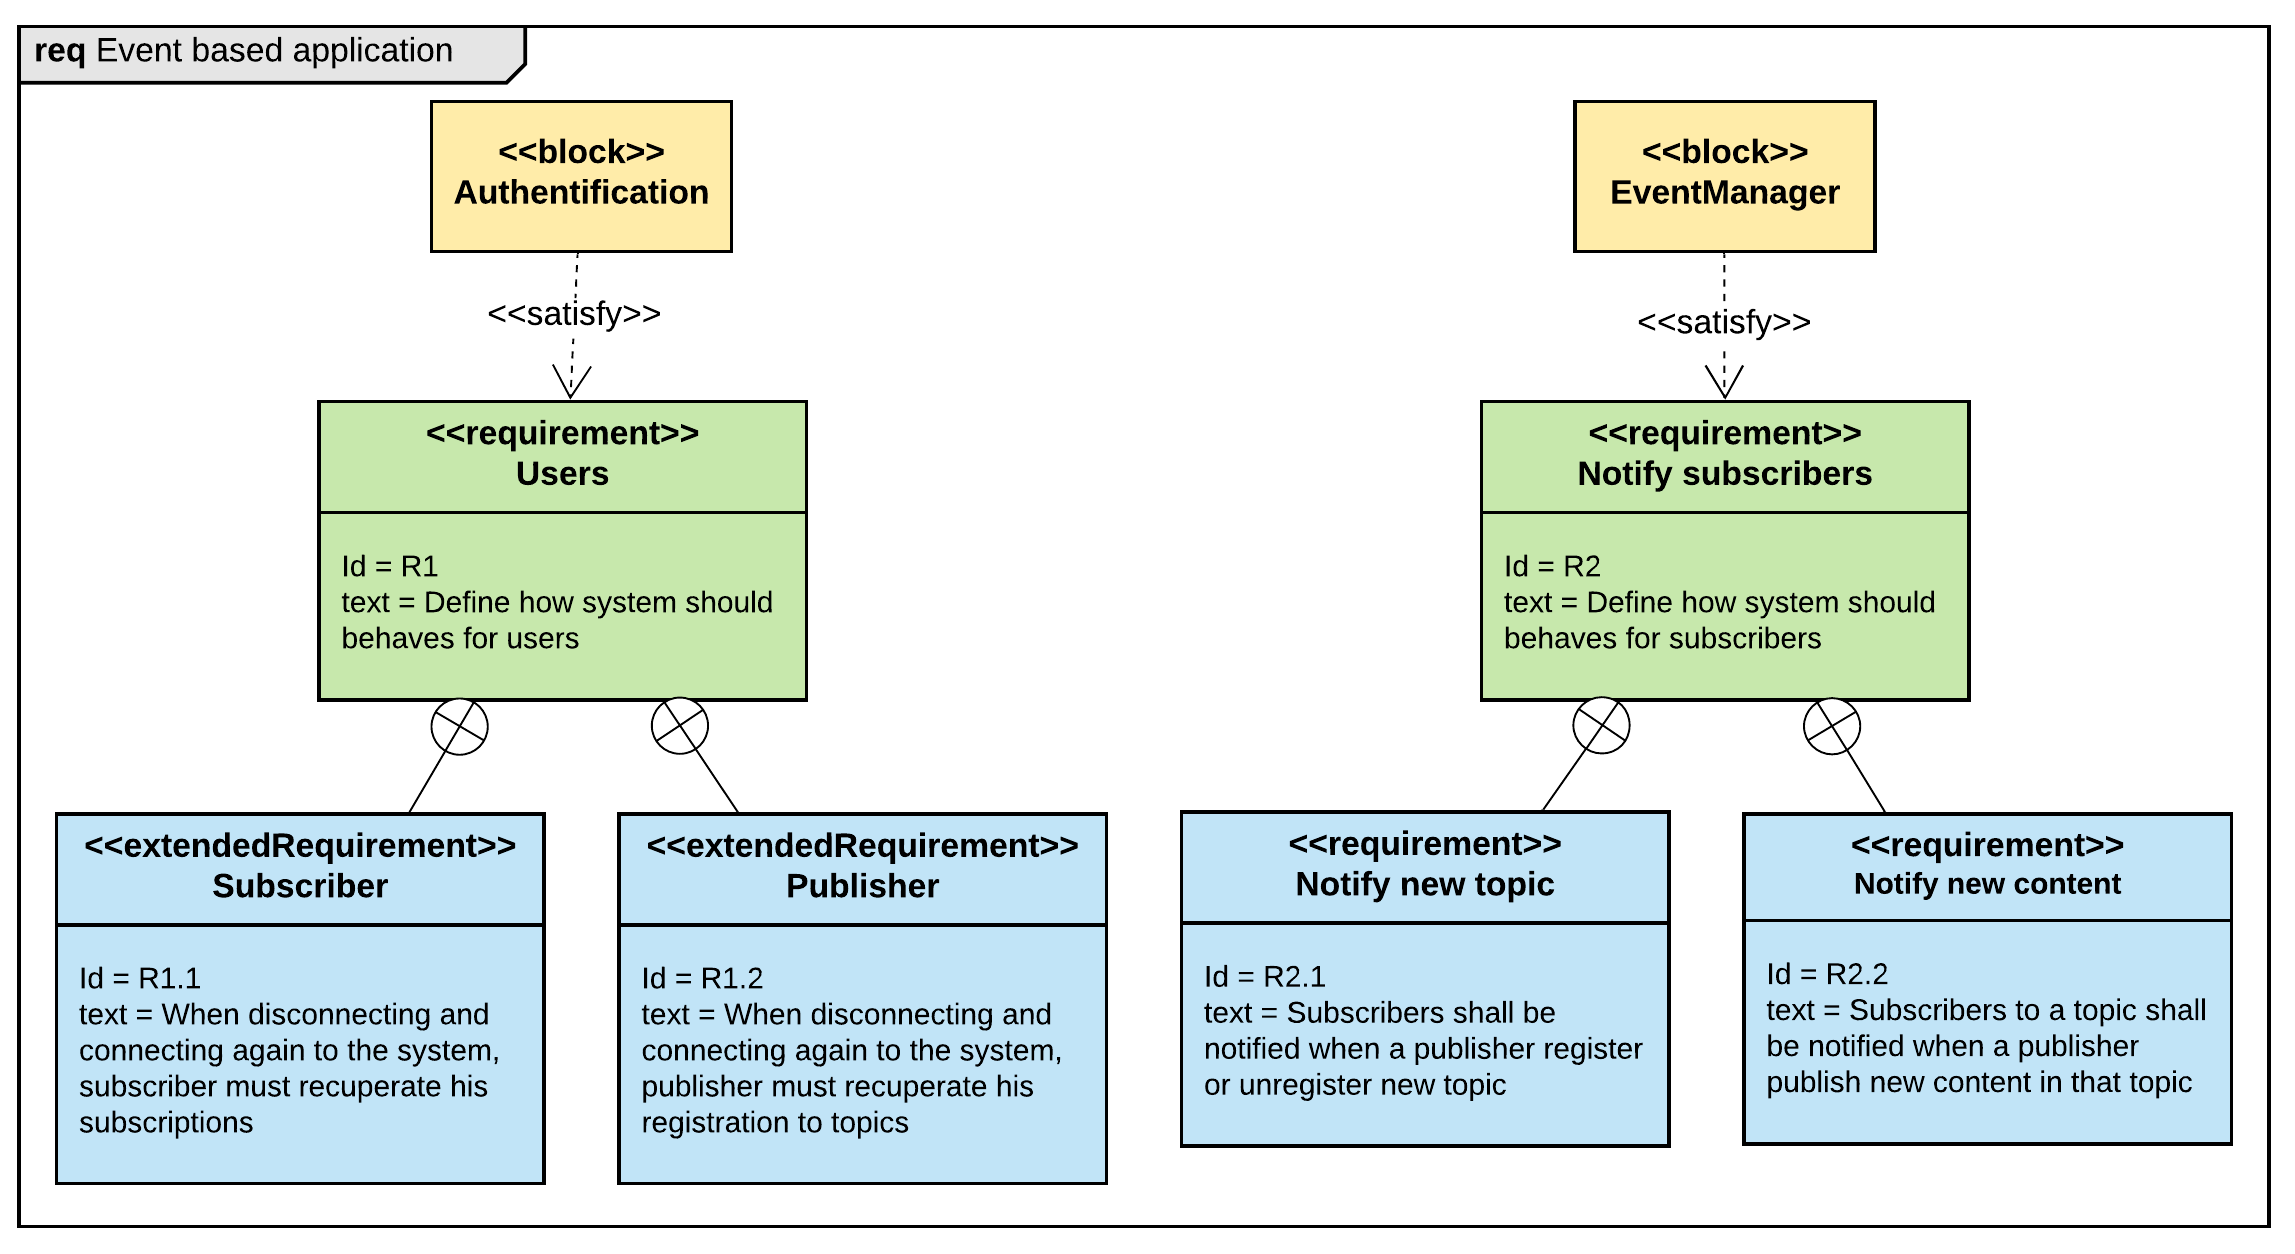 req Event based application
<<block>>
Authentification
<<block>>
EventManager
<<satisfy>>
<<satisfy>>
<<requirement>>
Users
Id = R1
text = Define how system should
behaves for users
<<requirement>>
Notify subscribers
Id = R2
text = Define how system should
behaves for subscribers
<<extendedRequirement>>
Subscriber
Id = R1.1
text = When disconnecting and
connecting again to the system,
subscriber must recuperate his
subscriptions
<<extendedRequirement>>
Publisher
Id = R1.2
text = When disconnecting and
connecting again to the system,
publisher must recuperate his
registration to topics
<<requirement>>
Notify new topic
Id = R2.1
text = Subscribers shall be
notified when a publisher register
or unregister new topic
<<requirement>>
Notify new content
Id = R2.2
text = Subscribers to a topic shall
be notified when a publisher
publish new content in that topic